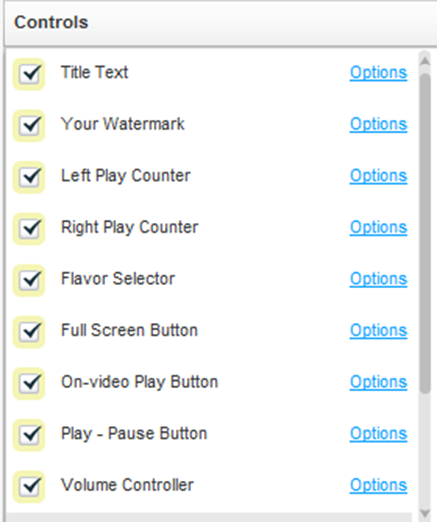 Controls
Title Text Options
Your Watermark Options
Left Play Counter Options
Right Play Counter Options
Flavor Selector Options
Full Screen Button Options
On-video Play Button Options
Play - Pause Button Options
Volume Controller Options